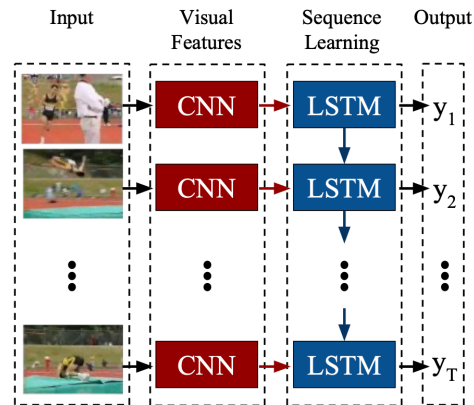 Input
Visual
Features
Sequence
Learning
Output
CNN
LSTM
y1
CNN
LSTM
y2
CNN
LSTM
yT